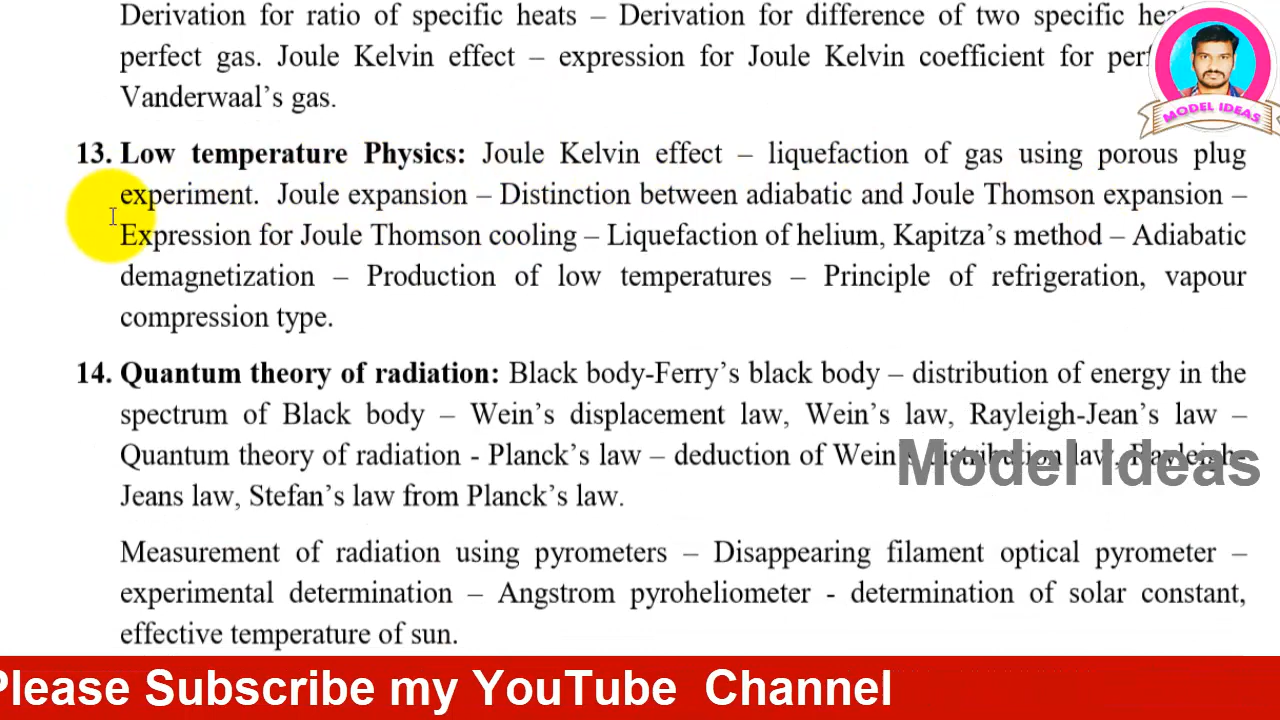 Derivation for ratio of specific heats – Derivation for difference of two specific
perfect gas. Joule Kelvin effect – expression for Joule Kelvin coefficient for
Vanderwaal's gas.
MODEL IDEAS
13. Low temperature Physics: Joule Kelvin effect – liquefaction of gas using porous plug
experiment. Joule expansion – Distinction between adiabatic and Joule Thomson expansion –
Expression for Joule Thomson cooling – Liquefaction of helium, Kapitza's method – Adiabatic
demagnetization – Production of low temperatures – Principle of refrigeration, vapour
compression type.
14. Quantum theory of radiation: Black body-Ferry's black body – distribution of energy in the
spectrum of Black body – Wein's displacement law, Wein's law, Rayleigh-Jean's law –
Quantum theory of radiation - Planck's law – deduction of Wein's distribution law, Rayleigh-
Model Ideas
Jeans law, Stefan's law from Planck's law.
Measurement of radiation using pyrometers – Disappearing filament optical pyrometer –
experimental determination – Angstrom pyroheliometer - determination of solar constant,
effective temperature of sun.
Please Subscribe my YouTube Channel